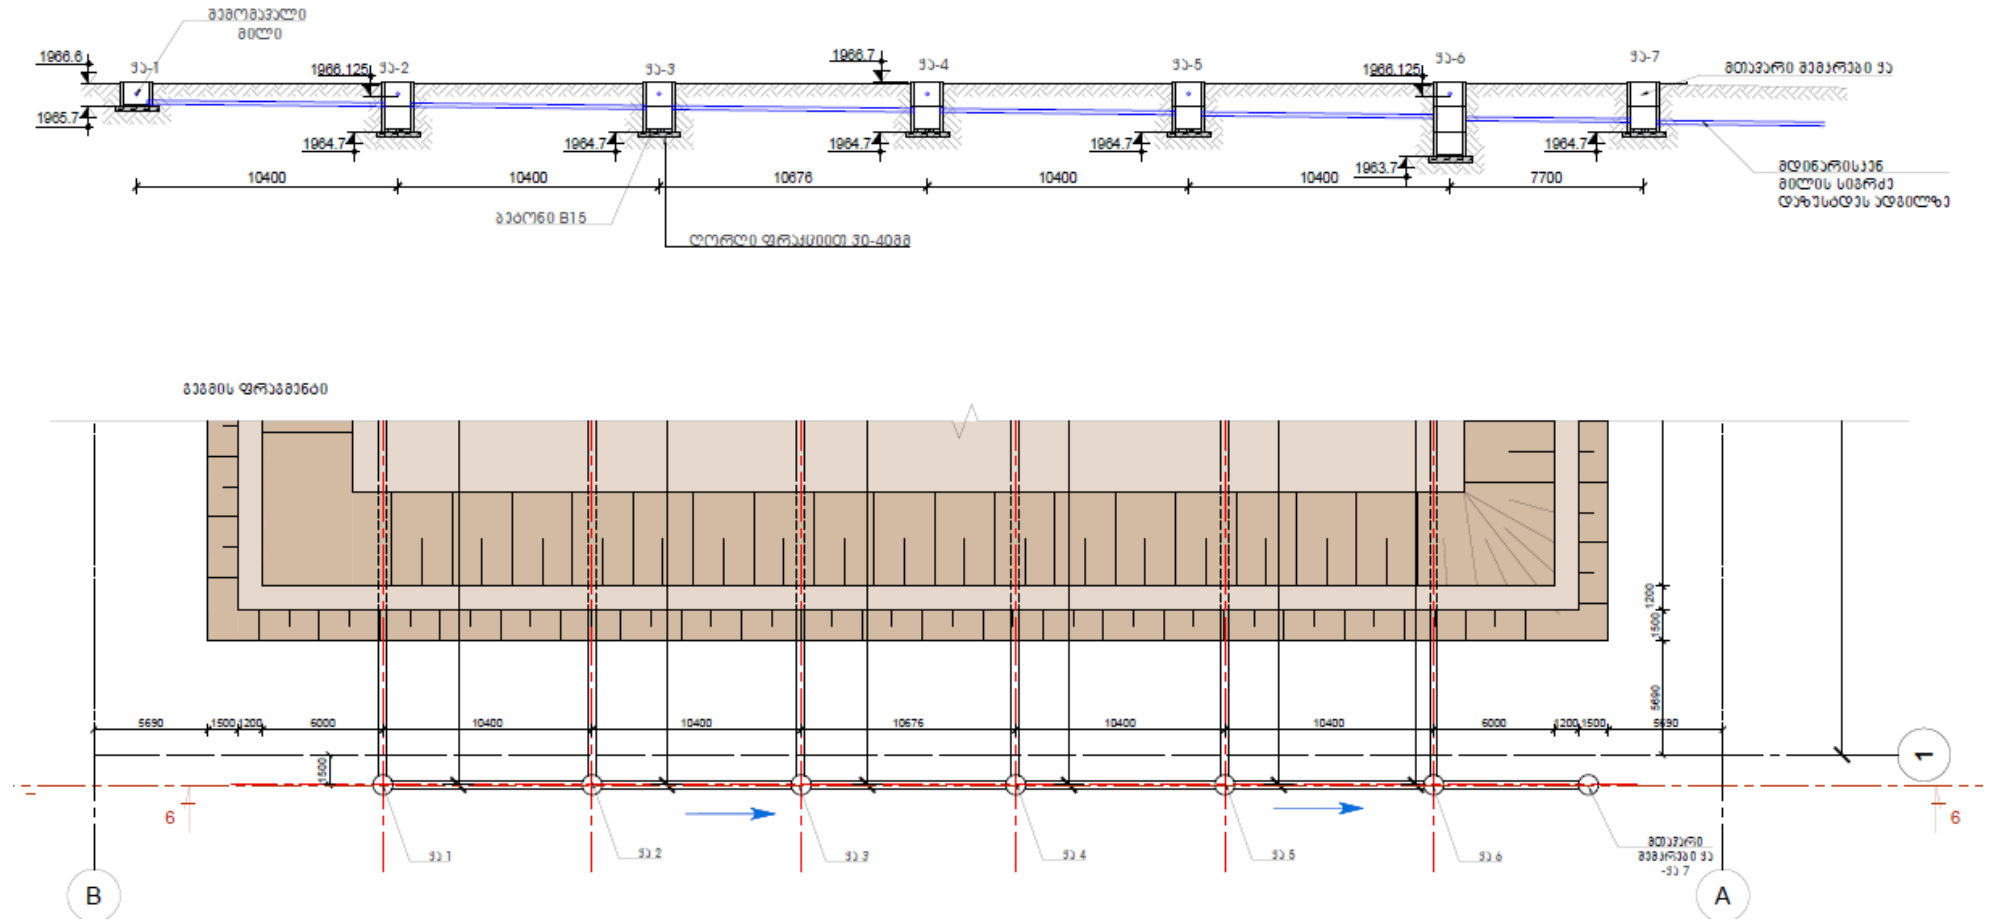 შემომავალი
მილი
1966.6
ჭა-1
1966.125
ჭა-2
ჭა-3
1966.7
ჭა-4
ჭა-5
1966.125
ჭა-6
ჭა-7
მთავარი შემკრები ჭა
1965.7
1964.7
1964.7
1964.7
1964.7
1963.7
1964.7
10400
10400
10676
10400
10400
7700
მდინარისკენ
მილის სიგრძე
დაზუსტდეს ადგილზე
ბეტონი B15
ღორღი ფრაქციით 30-40მმ
გეგმის ფრაგმენტი
1200
1500
5690
5690
1500
1200
6000
10400
10400
10676
10400
10400
6000
1200
1500
5690
1500
1
6
6
ჭა 1
ჭა 2
ჭა 3
ჭა 4
ჭა 5
ჭა 6
მთავარი
შემკრები ჭა
-ჭა 7
B
A